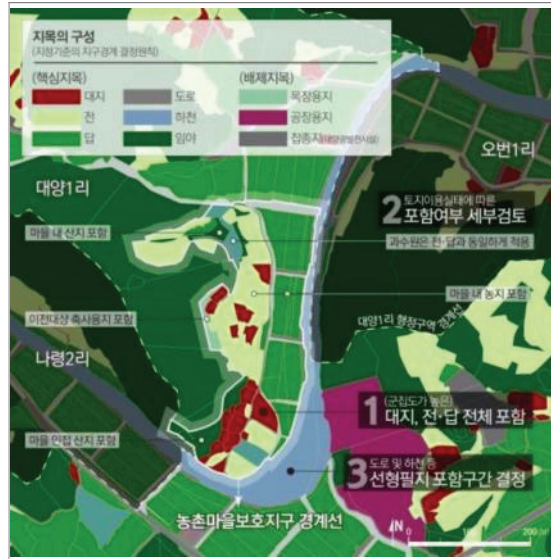 지목의 구성
(지정기준의 지구경계 결정원칙)
(핵심지목) (배제지목)
대지 도로 목장용지
전 하천 공장용지
답 임야 잡종지(태양광발전시설)
오번1리
대양1리
2 토지이용실태에 따른
포함여부 세부검토
마을 내 산지 포함
과수원은 전·답과 동일하게 적용
마을 내 농지 포함
이전대상 축사용지 포함
대양1리 행정구역 경계선
나령2리
1 (군집도가 높은)
대지, 전·답 전체 포함
마을 인접 산지 포함
3 도로 및 하천 등
선형필지 포함구간 결정
농촌마을보호지구 경계선
N
0 100 200